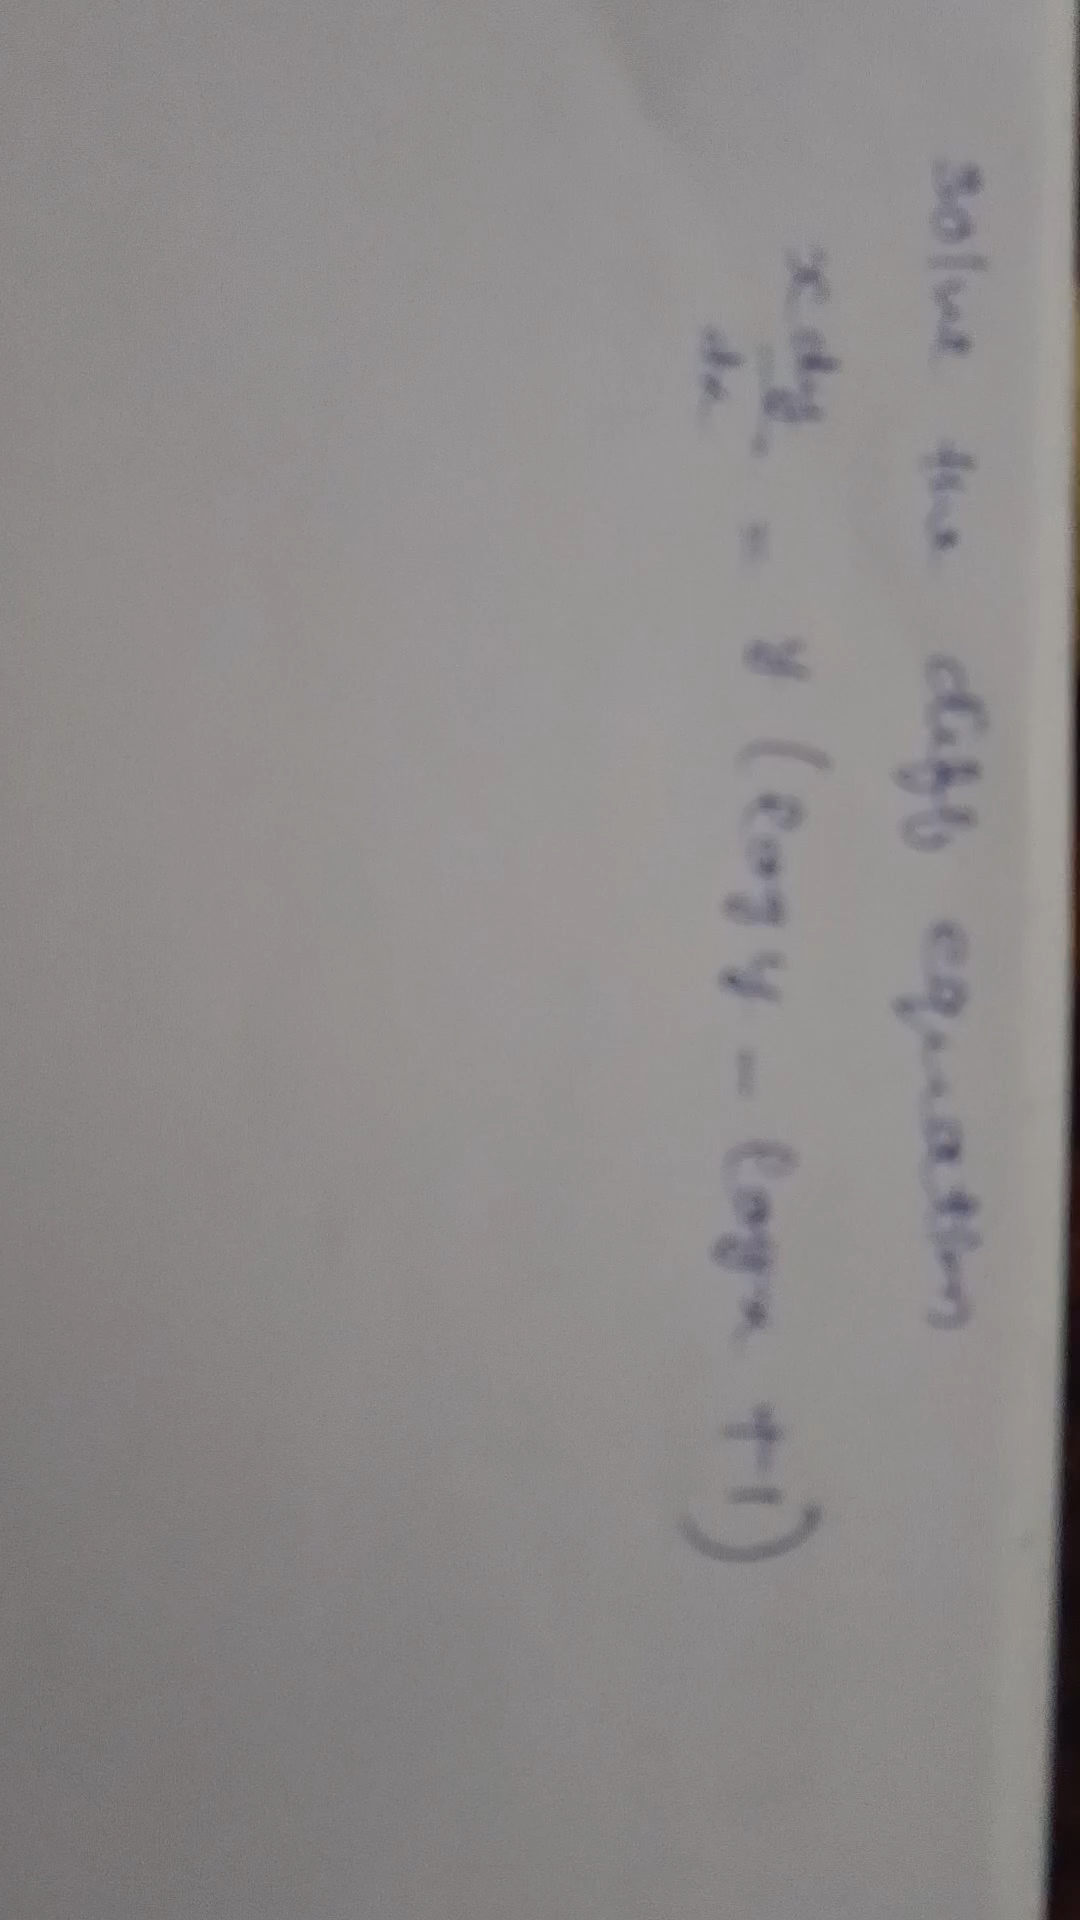 solve the diff equation
x dy/dx = y (log y - log x + 1)